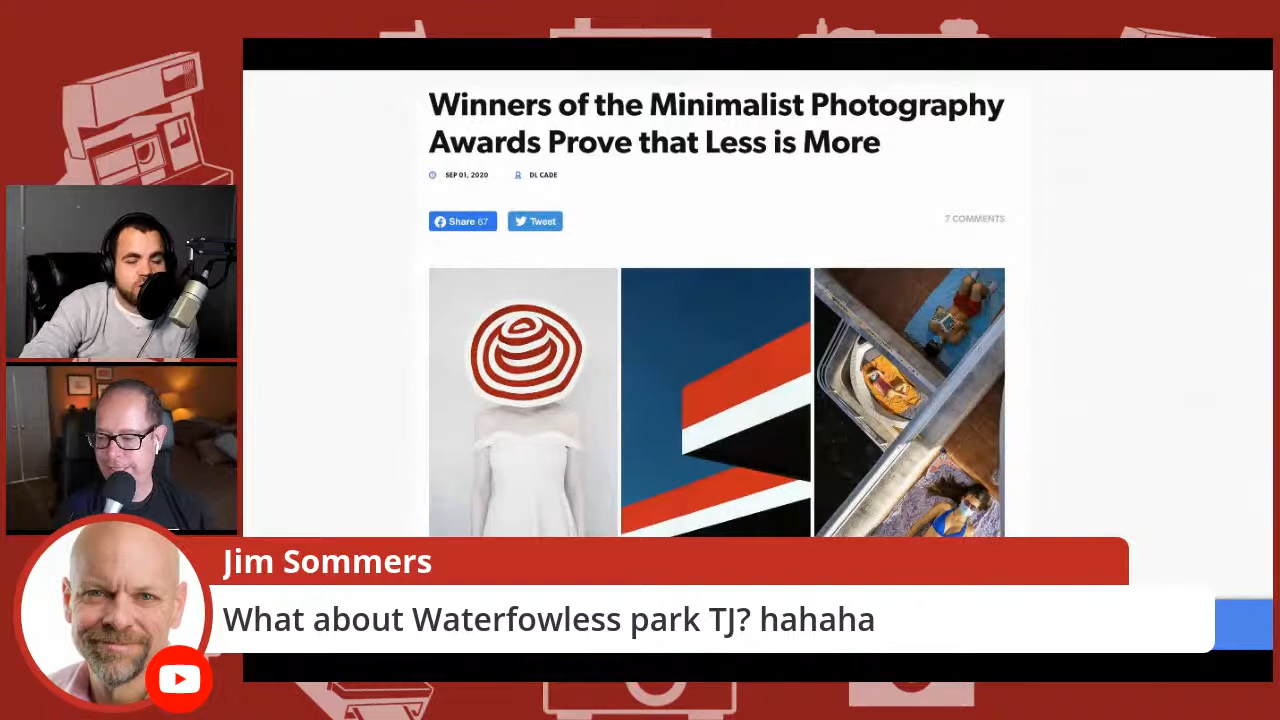 Winners of the Minimalist Photography
Awards Prove that Less is More
SEP 01, 2020 DL CADE
Share 67 Tweet 7 COMMENTS
Jim Sommers
What about Waterfowless park TJ? hahaha